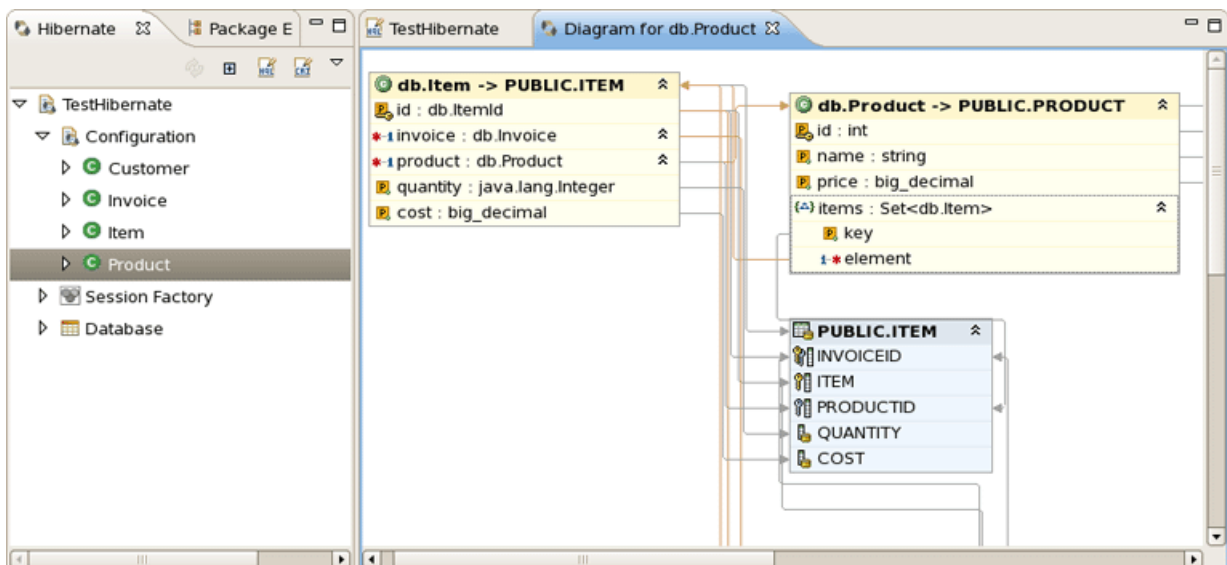 Hibernate
Package E
TestHibernate
Configuration
Customer
Invoice
Item
Product
Session Factory
Database
TestHibernate
Diagram for db.Product
db.Item -> PUBLIC.ITEM
id : db.ItemId
*-1 invoice : db.Invoice
*-1 product : db.Product
quantity : java.lang.Integer
cost : big_decimal
db.Product -> PUBLIC.PRODUCT
id : int
name : string
price : big_decimal
items : Set<db.Item>
key
1-* element
PUBLIC.ITEM
INVOICEID
ITEM
PRODUCTID
QUANTITY
COST